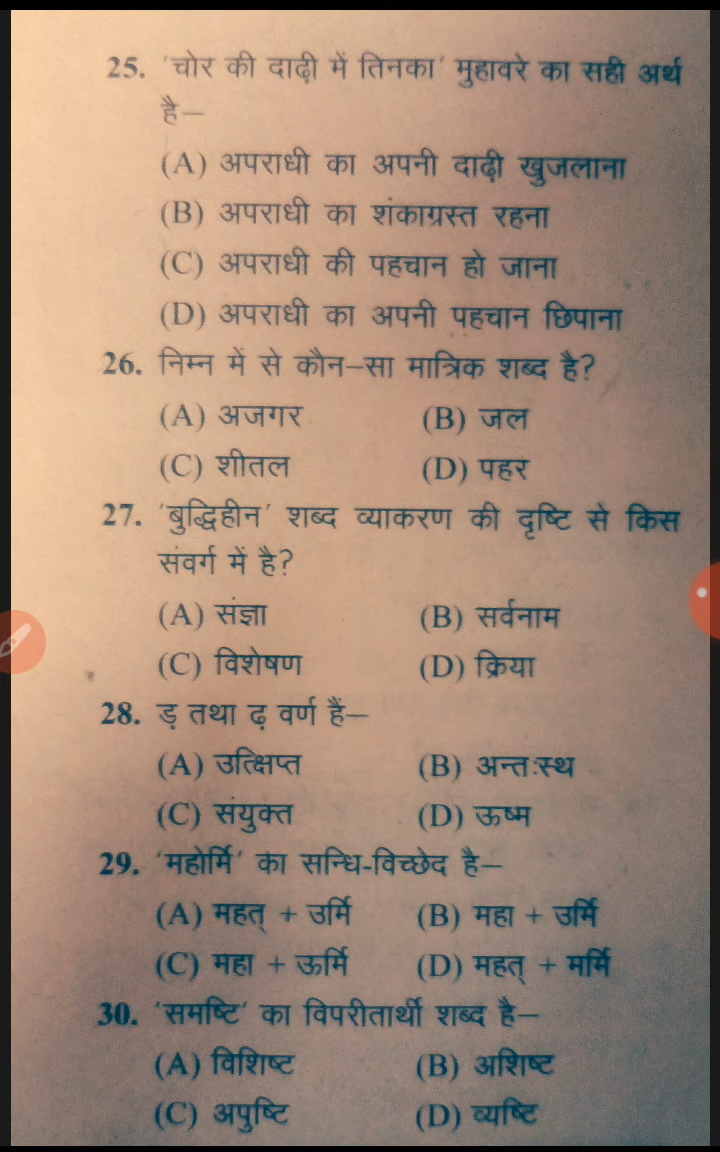 25. 'चोर की दाढ़ी में तिनका' मुहावरे का सही अर्थ
है—
(A) अपराधी का अपनी दाढ़ी खुजलाना
(B) अपराधी का शंकाग्रस्त रहना
(C) अपराधी की पहचान हो जाना
(D) अपराधी का अपनी पहचान छिपाना
26. निम्न में से कौन-सा मात्रिक शब्द है?
(A) अजगर (B) जल
(C) शीतल (D) पहर
27. 'बुद्धिहीन' शब्द व्याकरण की दृष्टि से किस
संवर्ग में है?
(A) संज्ञा (B) सर्वनाम
(C) विशेषण (D) क्रिया
28. ड़ तथा ढ़ वर्ण हैं—
(A) उत्क्षिप्त (B) अन्तःस्थ
(C) संयुक्त (D) ऊष्म
29. 'महोर्मि' का सन्धि-विच्छेद है—
(A) महत् + उर्मि (B) महा + उर्मि
(C) महा + ऊर्मि (D) महत् + मर्मि
30. 'समष्टि' का विपरीतार्थी शब्द है—
(A) विशिष्ट (B) अशिष्ट
(C) अपुष्टि (D) व्यष्टि